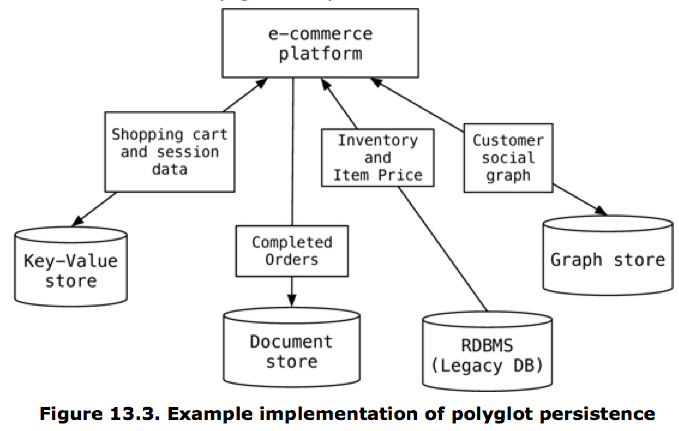 e-commerce
platform
Shopping cart
and session
data
Inventory
and
Item Price
Customer
social
graph
Completed
Orders
Key-Value
store
Graph store
Document
store
RDBMS
(Legacy DB)
Figure 13.3. Example implementation of polyglot persistence